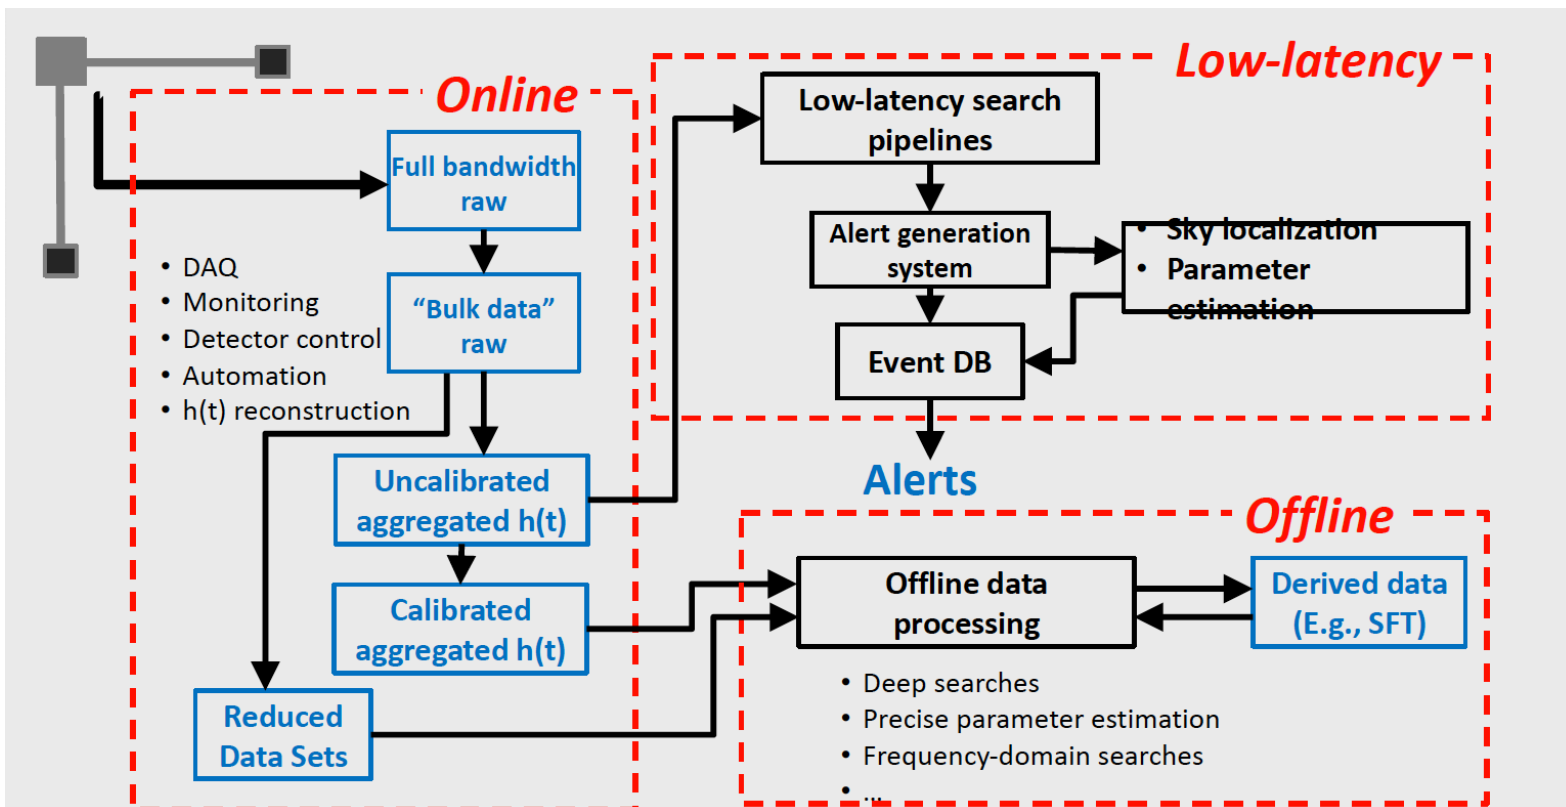 Online
Full bandwidth
raw
• DAQ
• Monitoring
• Detector control
• Automation
• h(t) reconstruction
“Bulk data”
raw
Uncalibrated
aggregated h(t)
Calibrated
aggregated h(t)
Reduced
Data Sets
Low-latency
Low-latency search
pipelines
Alert generation
system
• Sky localization
• Parameter
estimation
Event DB
Alerts
Offline
Offline data
processing
Derived data
(E.g., SFT)
• Deep searches
• Precise parameter estimation
• Frequency-domain searches
•